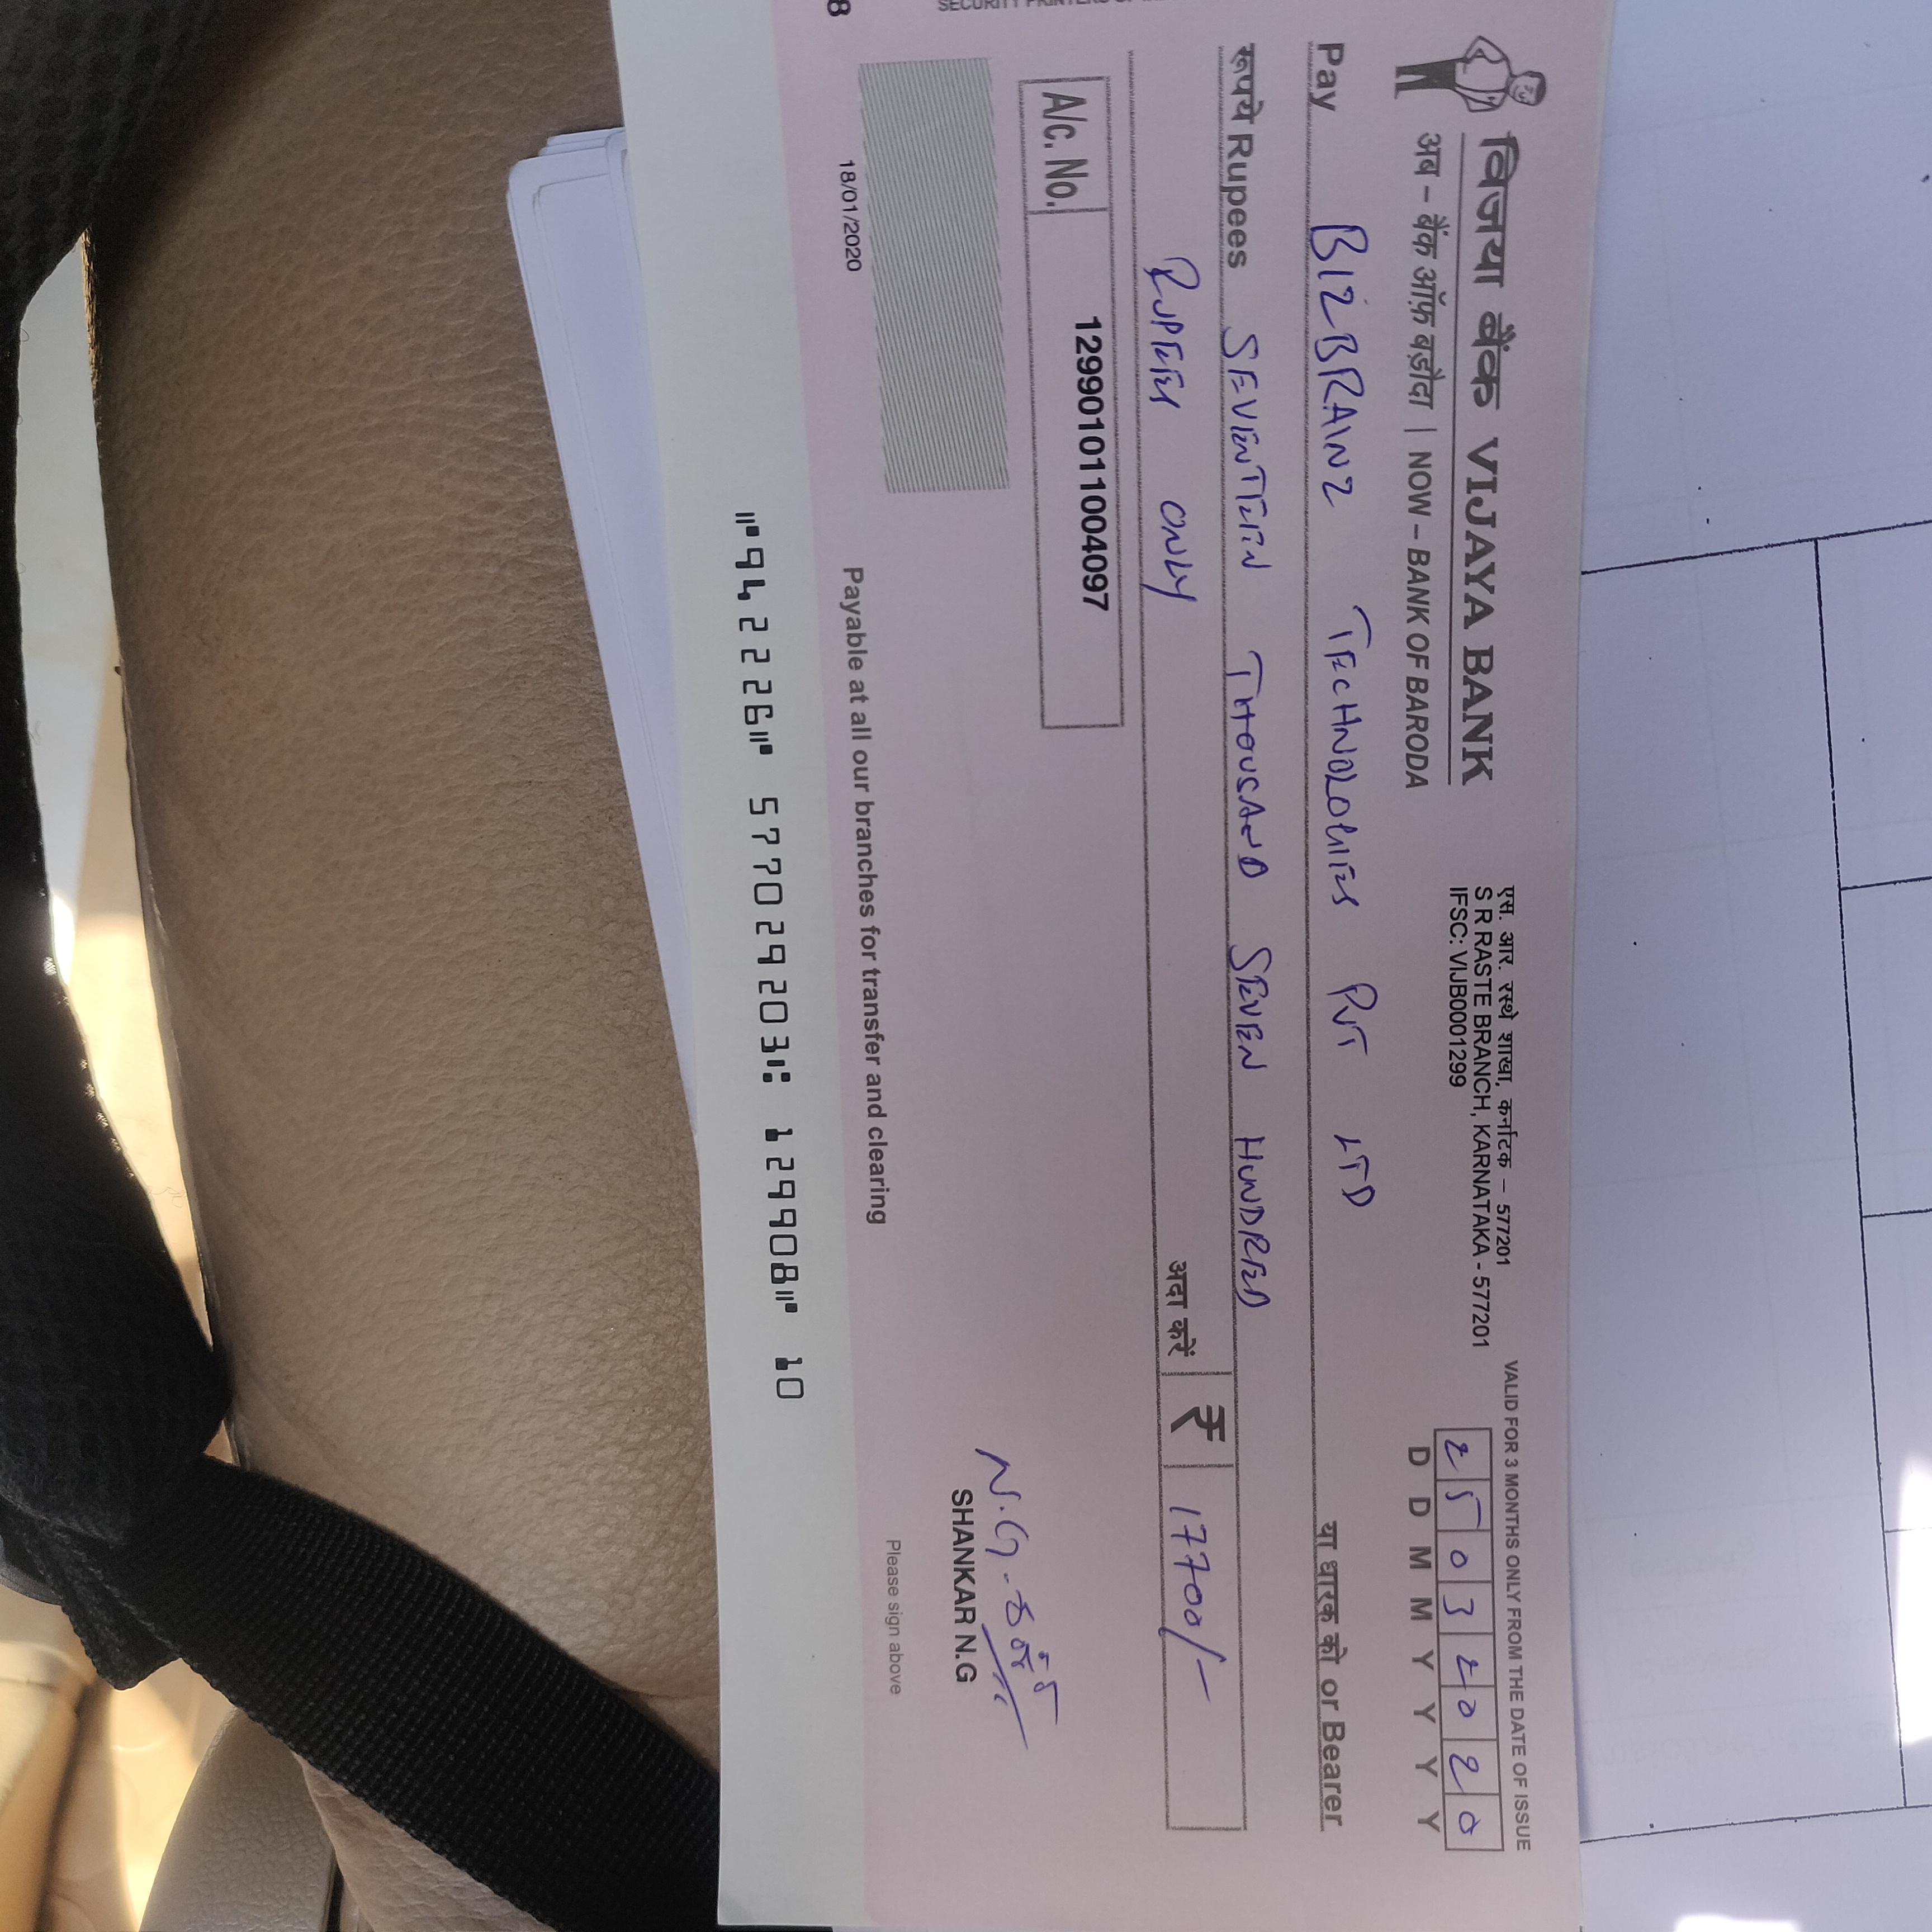 विजया बैंक VIJAYA BANK
अब – बैंक ऑफ़ बड़ौदा | NOW – BANK OF BARODA
एस. आर. रस्थे शाखा, कर्नाटक – 577201
S R RASTE BRANCH, KARNATAKA - 577201
IFSC: VIJB0001299
VALID FOR 3 MONTHS ONLY FROM THE DATE OF ISSUE
2 5 0 3 2 0 2 0
D D M M Y Y Y Y
Pay BIZBRAINZ TECHNOLOGIES PVT LTD या धारक को or Bearer
रूपये Rupees SEVENTEEN THOUSAND SEVEN HUNDRED
RUPEES ONLY अदा करें ₹ 17700/-
A/c. No. 129901011004097
N.G.
SHANKAR N.G
Please sign above
18/01/2020
Payable at all our branches for transfer and clearing
⑈942226⑈ 577029203⑆ 129908⑈ 10